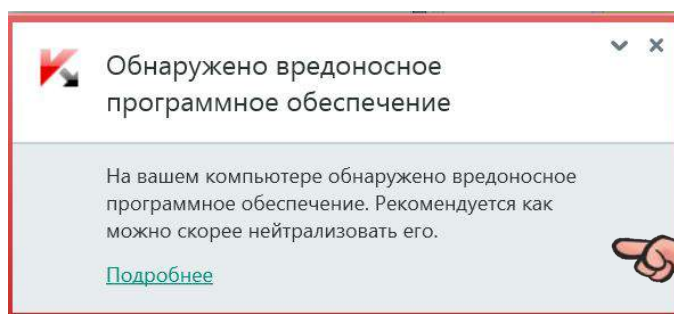 Обнаружено вредоносное
программное обеспечение
На вашем компьютере обнаружено вредоносное
программное обеспечение. Рекомендуется как
можно скорее нейтрализовать его.
Подробнее